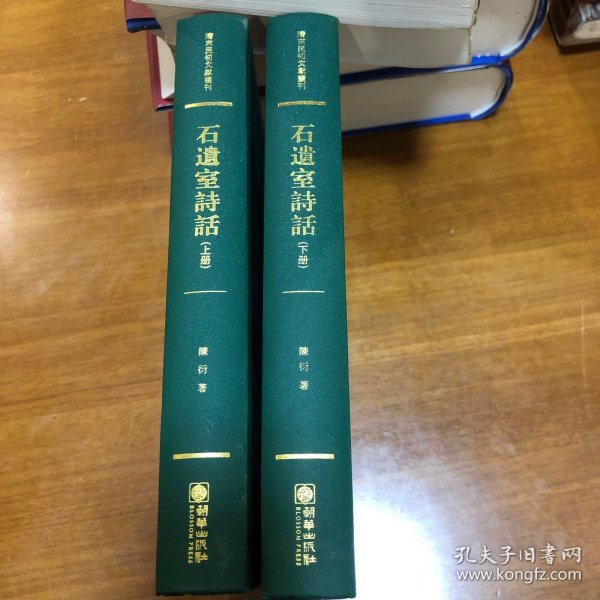 清末民初文獻叢刊
石遺室詩話
(上册)
陳衍著
朝華出版社
BLOSSOM PRESS
清末民初文獻叢刊
石遺室詩話
(下册)
陳衍著
朝華出版社
BLOSSOM PRESS
孔夫子旧书网
www.kongfz.com